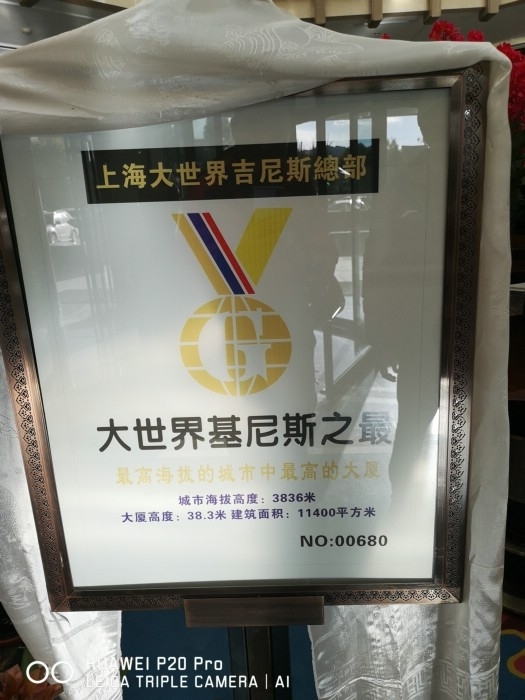 上海大世界吉尼斯總部
G
大世界基尼斯之最
最高海拔的城市中最高的大厦
城市海拔高度：3836米
大厦高度：38.3米 建筑面积：11400平方米
NO:00680
HUAWEI P20 Pro
LEICA TRIPLE CAMERA | AI